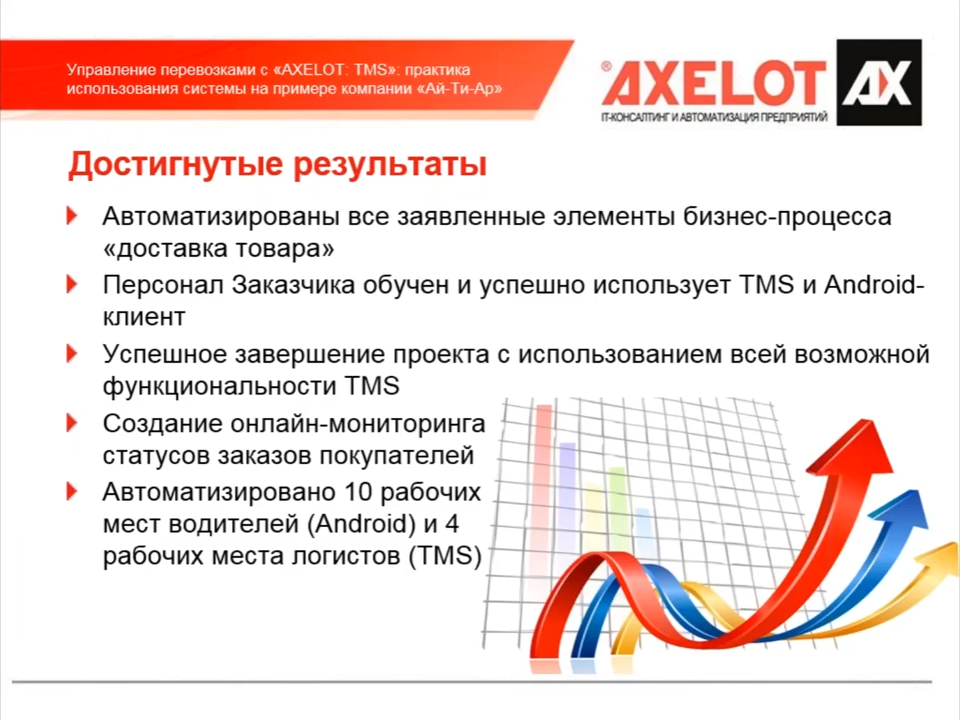 Управление перевозками с «AXELOT: TMS»: практика
использования системы на примере компании «Ай-Ти-Ар»
®AXELOT AX
IT-КОНСАЛТИНГ И АВТОМАТИЗАЦИЯ ПРЕДПРИЯТИЙ
Достигнутые результаты
Автоматизированы все заявленные элементы бизнес-процесса
«доставка товара»
Персонал Заказчика обучен и успешно использует TMS и Android-
клиент
Успешное завершение проекта с использованием всей возможной
функциональности TMS
Создание онлайн-мониторинга
статусов заказов покупателей
Автоматизировано 10 рабочих
мест водителей (Android) и 4
рабочих места логистов (TMS)